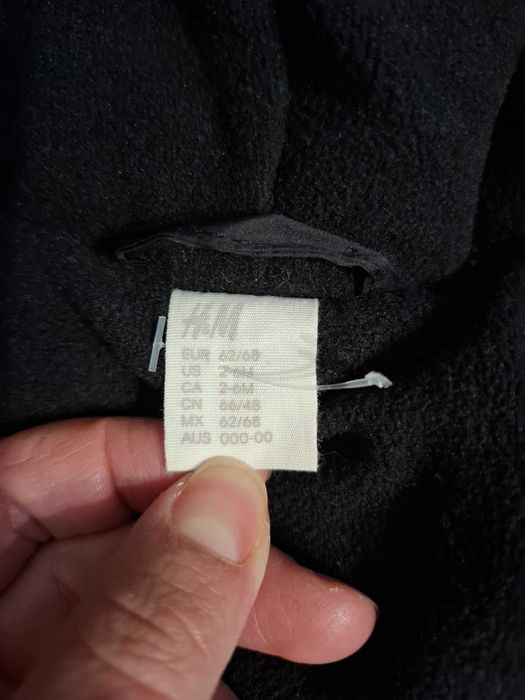 H&M
EUR 62/68
US 2-6M
CA 2-6M
CN 66/48
MX 62/68
AUS 000-00